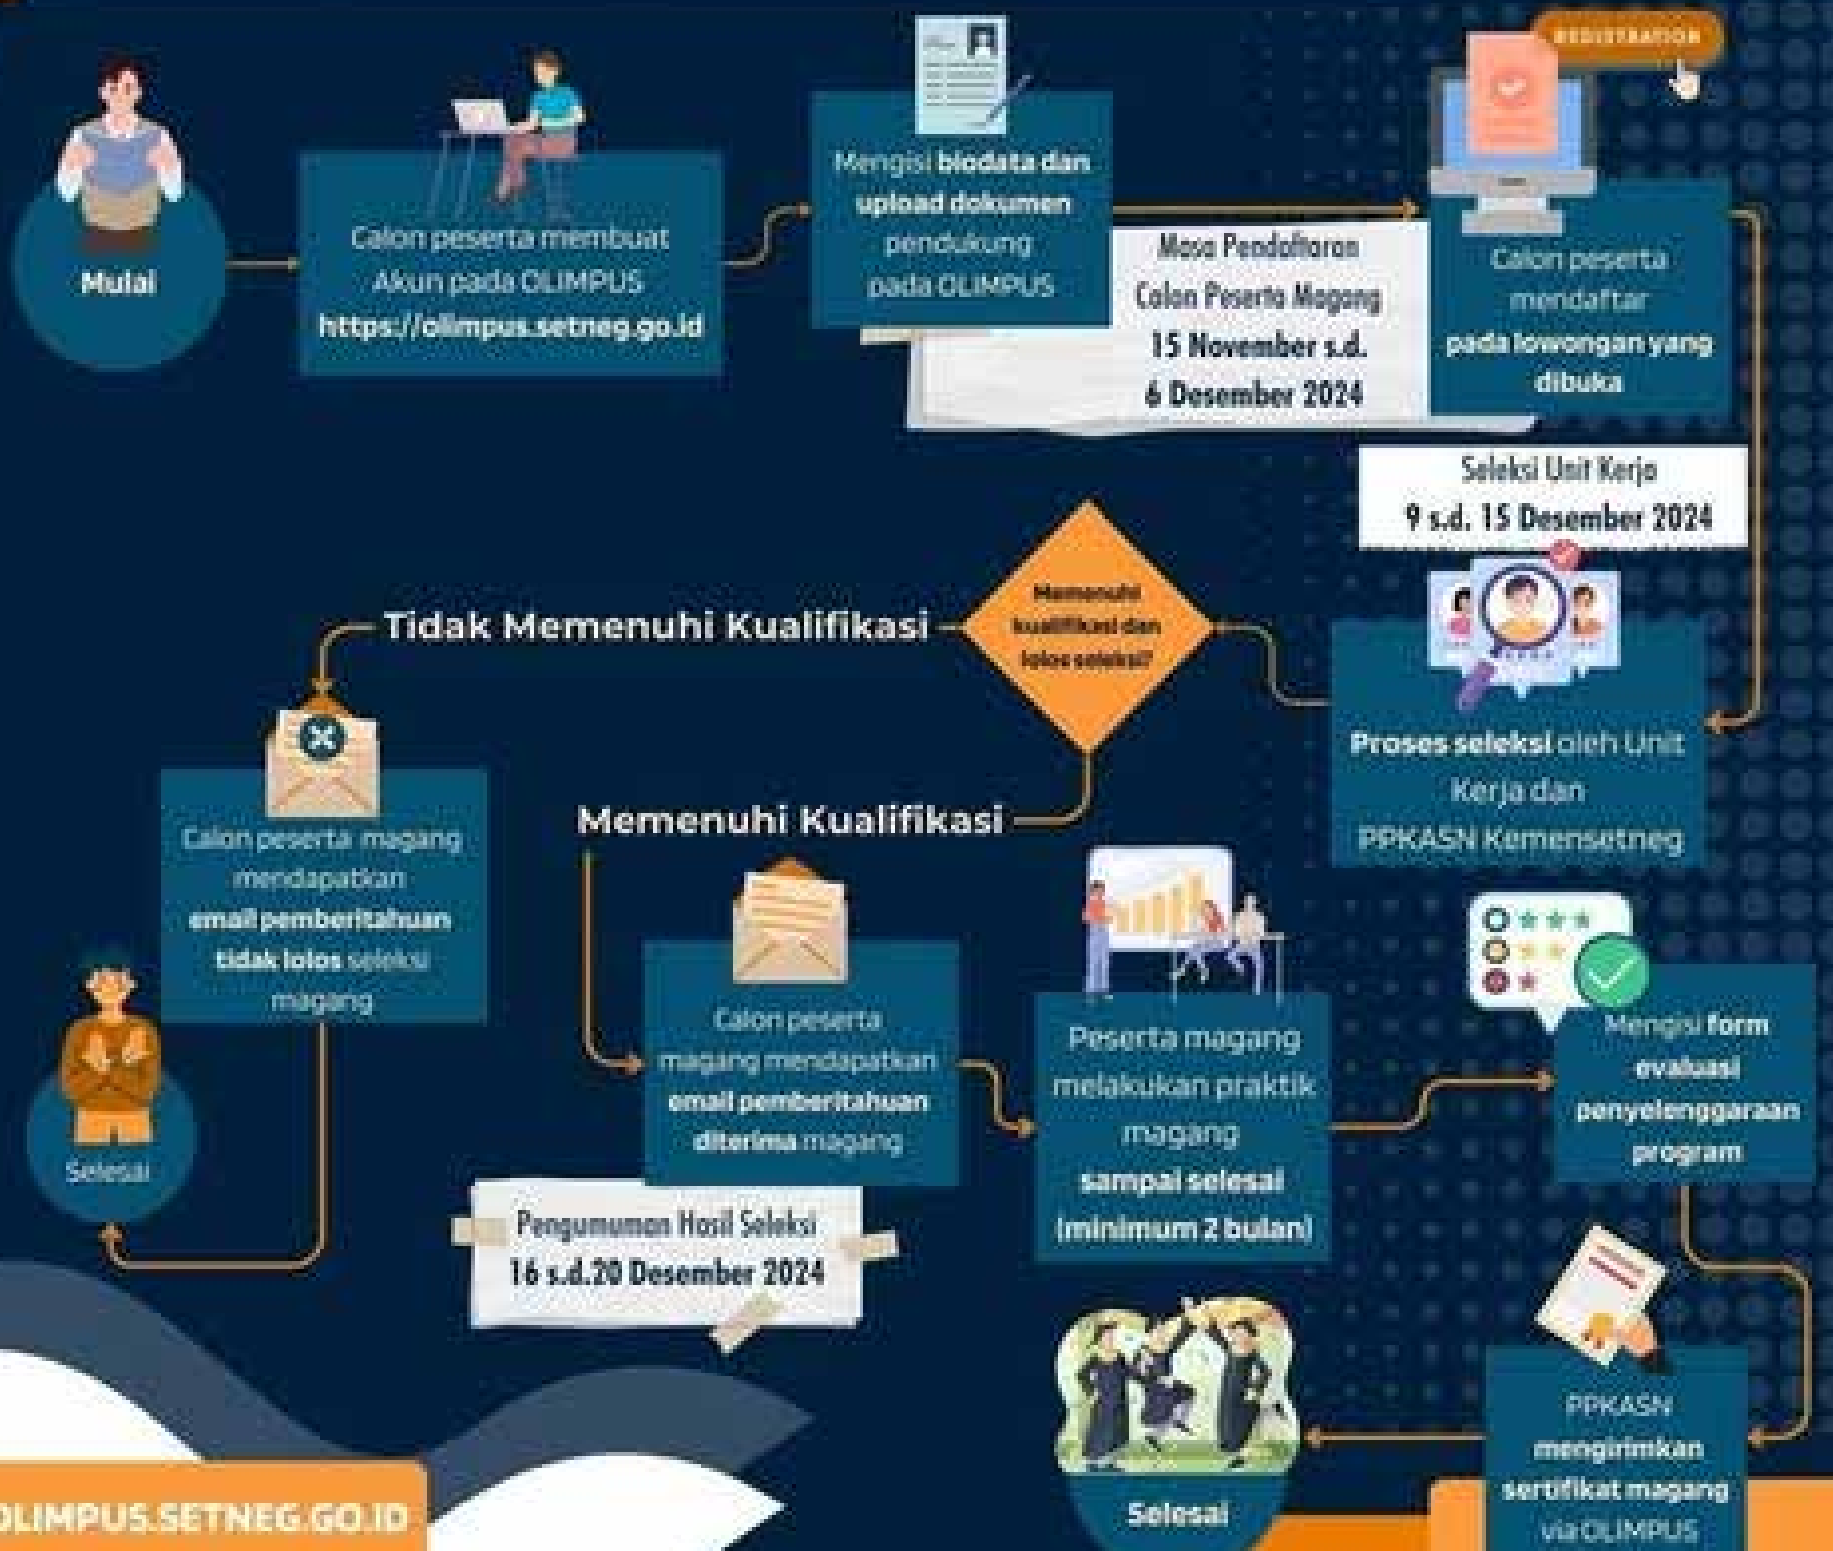 REGISTRATION
Mulai
Calon peserta membuat
Akun pada OLIMPUS
https://olimpus.setneg.go.id
Mengisi biodata dan
upload dokumen
pendukung
pada OLIMPUS
Masa Pendaftaran
Calon Peserta Magang
15 November s.d.
6 Desember 2024
Calon peserta
mendaftar
pada lowongan yang
dibuka
Seleksi Unit Kerja
9 s.d. 15 Desember 2024
Proses seleksi oleh Unit
Kerja dan
PPKASN Kemensetneg
Memenuhi
kualifikasi dan
lolos seleksi?
Tidak Memenuhi Kualifikasi
Calon peserta magang
mendapatkan
email pemberitahuan
tidak lolos seleksi
magang
Selesai
Memenuhi Kualifikasi
Calon peserta
magang mendapatkan
email pemberitahuan
diterima magang
Pengumuman Hasil Seleksi
16 s.d.20 Desember 2024
Peserta magang
melakukan praktik
magang
sampai selesai
(minimum 2 bulan)
Mengisi form
evaluasi
penyelenggaraan
program
PPKASN
mengirimkan
sertifikat magang
via OLIMPUS
Selesai
OLIMPUS.SETNEG.GO.ID